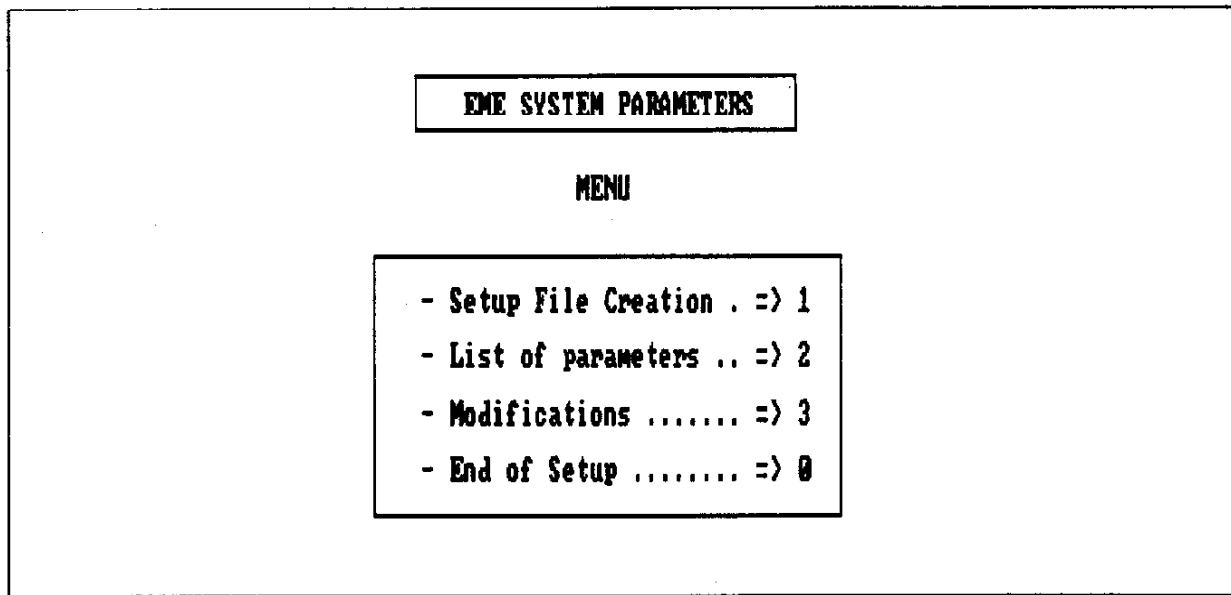 EME SYSTEM PARAMETERS
MENU
- Setup File Creation . => 1
- List of parameters .. => 2
- Modifications ....... => 3
- End of Setup ........ => 0